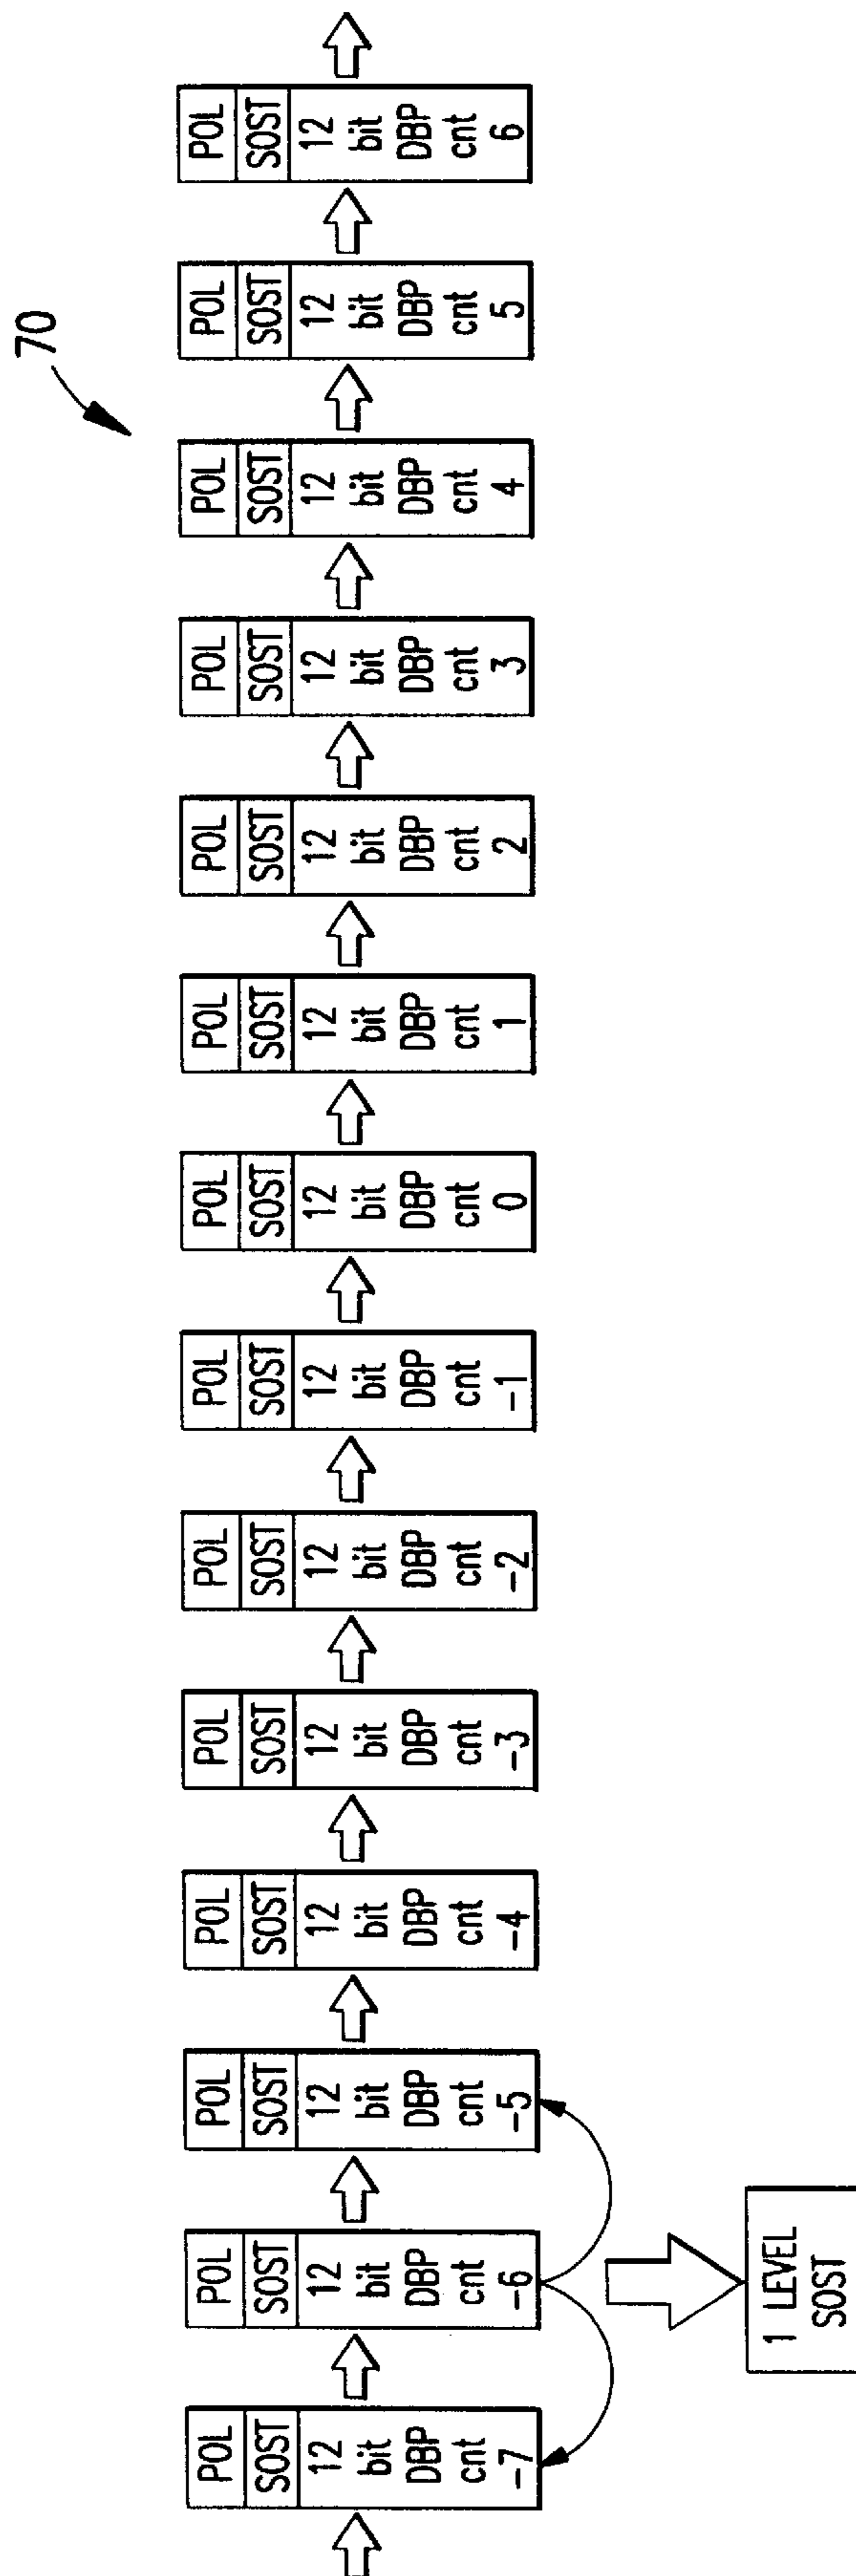 70
POL
SOST
12
bit
DBP
cnt
-7
POL
SOST
12
bit
DBP
cnt
-6
POL
SOST
12
bit
DBP
cnt
-5
POL
SOST
12
bit
DBP
cnt
-4
POL
SOST
12
bit
DBP
cnt
-3
POL
SOST
12
bit
DBP
cnt
-2
POL
SOST
12
bit
DBP
cnt
-1
POL
SOST
12
bit
DBP
cnt
0
POL
SOST
12
bit
DBP
cnt
1
POL
SOST
12
bit
DBP
cnt
2
POL
SOST
12
bit
DBP
cnt
3
POL
SOST
12
bit
DBP
cnt
4
POL
SOST
12
bit
DBP
cnt
5
POL
SOST
12
bit
DBP
cnt
6
1 LEVEL
SOST